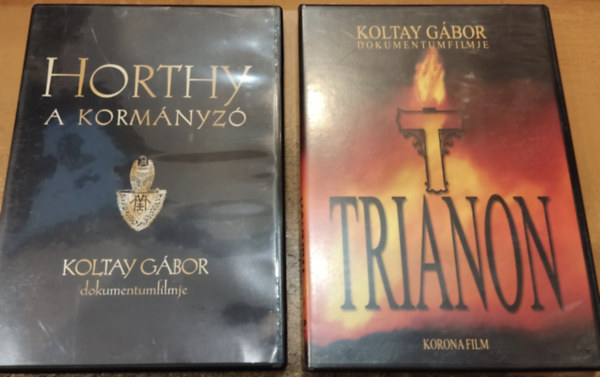 HORTHY
A KORMÁNYZÓ
KOLTAY GÁBOR
dokumentumfilmje
KOLTAY GÁBOR
DOKUMENTUMFILMJE
T
TRIANON
KORONA FILM